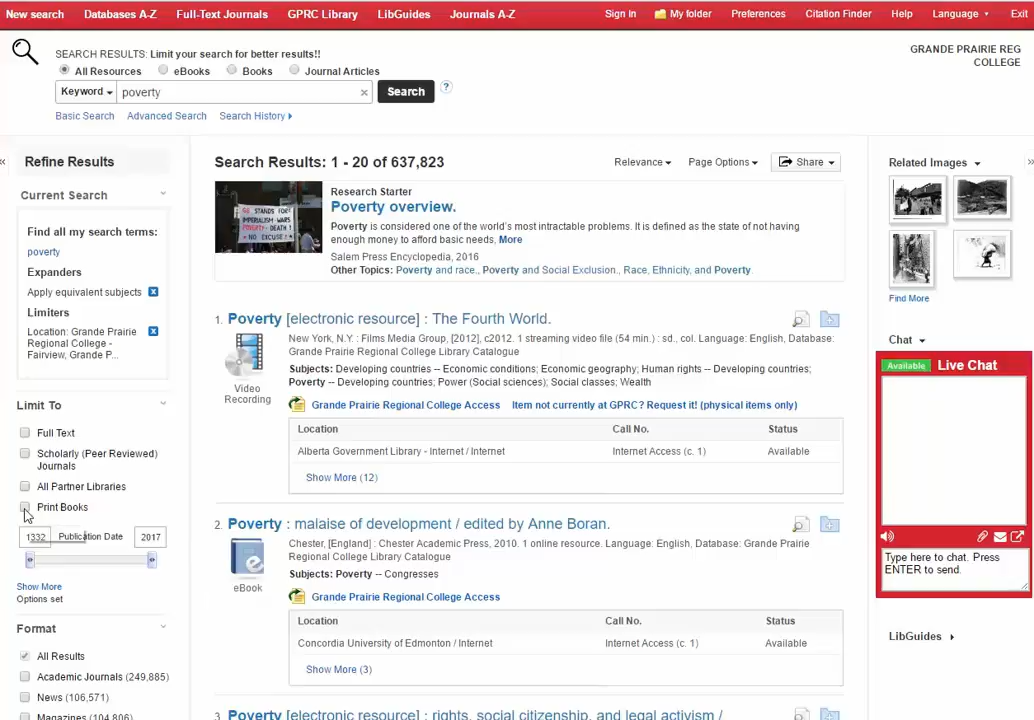 New search Databases A-Z Full-Text Journals GPRC Library LibGuides Journals A-Z Sign In My folder Preferences Citation Finder Help Language Exit
SEARCH RESULTS: Limit your search for better results!!
All Resources eBooks Books Journal Articles
GRANDE PRAIRIE REG
COLLEGE
Keyword poverty × Search ?
Basic Search Advanced Search Search History
Refine Results
Current Search
Find all my search terms:
poverty
Expanders
Apply equivalent subjects
Limiters
Location: Grande Prairie
Regional College -
Fairview, Grande P...
Limit To
Full Text
Scholarly (Peer Reviewed)
Journals
All Partner Libraries
Print Books
1332 Publication Date 2017
Show More
Options set
Format
All Results
Academic Journals (249,885)
News (106,571)
Magazines (104,806)
Search Results: 1 - 20 of 637,823
Relevance Page Options Share
Research Starter
Poverty overview.
Poverty is considered one of the world's most intractable problems. It is defined as the state of not having
enough money to afford basic needs, More
Salem Press Encyclopedia, 2016
Other Topics: Poverty and race., Poverty and Social Exclusion., Race, Ethnicity, and Poverty.
1. Poverty [electronic resource] : The Fourth World.
New York, N.Y. : Films Media Group, [2012], c2012. 1 streaming video file (54 min.) : sd., col. Language: English, Database:
Grande Prairie Regional College Library Catalogue
Subjects: Developing countries -- Economic conditions; Economic geography; Human rights -- Developing countries;
Poverty -- Developing countries; Power (Social sciences); Social classes; Wealth
Video
Recording
Grande Prairie Regional College Access Item not currently at GPRC? Request it! (physical items only)
Location Call No. Status
Alberta Government Library - Internet / Internet Internet Access (c. 1) Available
Show More (12)
2. Poverty : malaise of development / edited by Anne Boran.
Chester, [England] : Chester Academic Press, 2010. 1 online resource. Language: English, Database: Grande Prairie
Regional College Library Catalogue
Subjects: Poverty -- Congresses
eBook
Grande Prairie Regional College Access
Location Call No. Status
Concordia University of Edmonton / Internet Internet Access (c. 1) Available
Show More (3)
3. Poverty [electronic resource] : rights, social citizenship, and legal activism /
Related Images
Find More
Chat
Available Live Chat
Type here to chat. Press
ENTER to send.
LibGuides